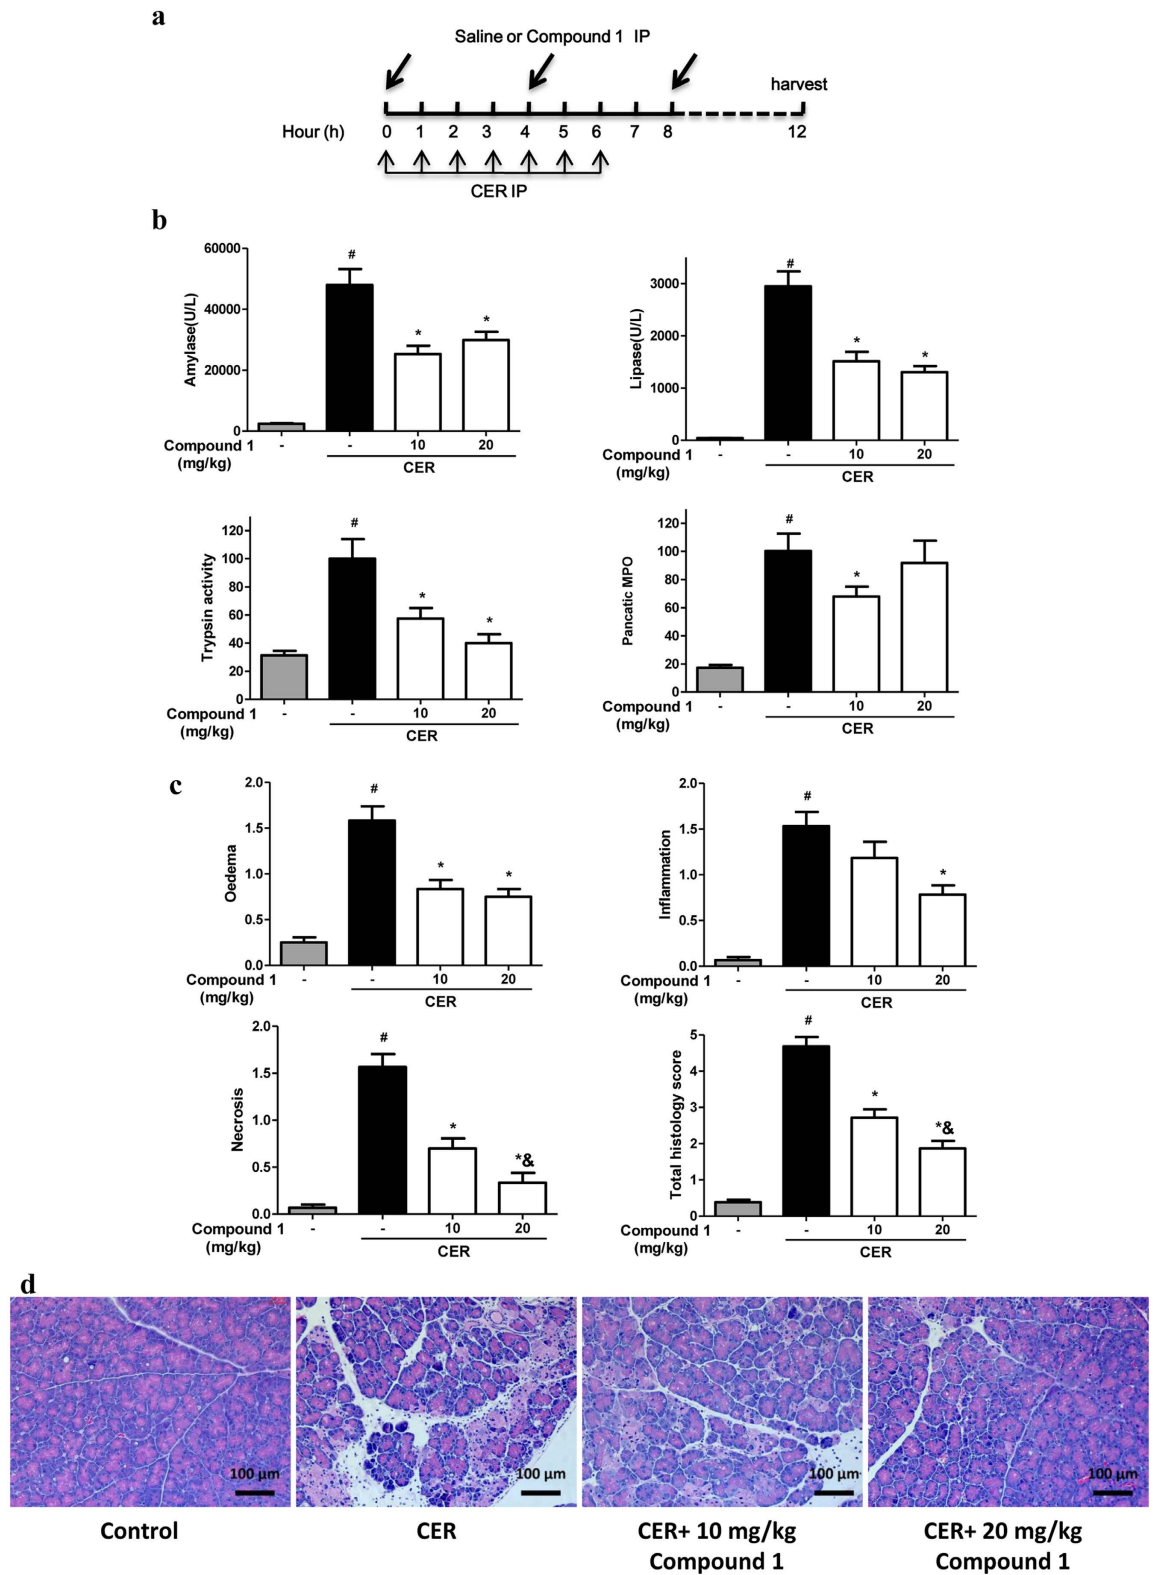 a
Saline or Compound 1 IP
harvest
Hour (h)
0 1 2 3 4 5 6 7 8 12
CER IP
b
60000
40000
20000
0
Amylase(U/L)
#
*
*
Compound 1
(mg/kg)
- - 10 20
CER
3000
2000
1000
0
Lipase(U/L)
#
*
*
Compound 1
(mg/kg)
- - 10 20
CER
120
100
80
60
40
20
0
Trypsin activity
#
*
*
Compound 1
(mg/kg)
- - 10 20
CER
120
100
80
60
40
20
0
Pancatic MPO
#
*
Compound 1
(mg/kg)
- - 10 20
CER
c
2.0
1.5
1.0
0.5
0.0
Oedema
#
*
*
Compound 1
(mg/kg)
- - 10 20
CER
2.0
1.5
1.0
0.5
0.0
Inflammation
#
*
Compound 1
(mg/kg)
- - 10 20
CER
2.0
1.5
1.0
0.5
0.0
Necrosis
#
*
*&
Compound 1
(mg/kg)
- - 10 20
CER
5
4
3
2
1
0
Total histology score
#
*
*&
Compound 1
(mg/kg)
- - 10 20
CER
d
100 μm
100 μm
100 μm
100 μm
Control
CER
CER+ 10 mg/kg
Compound 1
CER+ 20 mg/kg
Compound 1